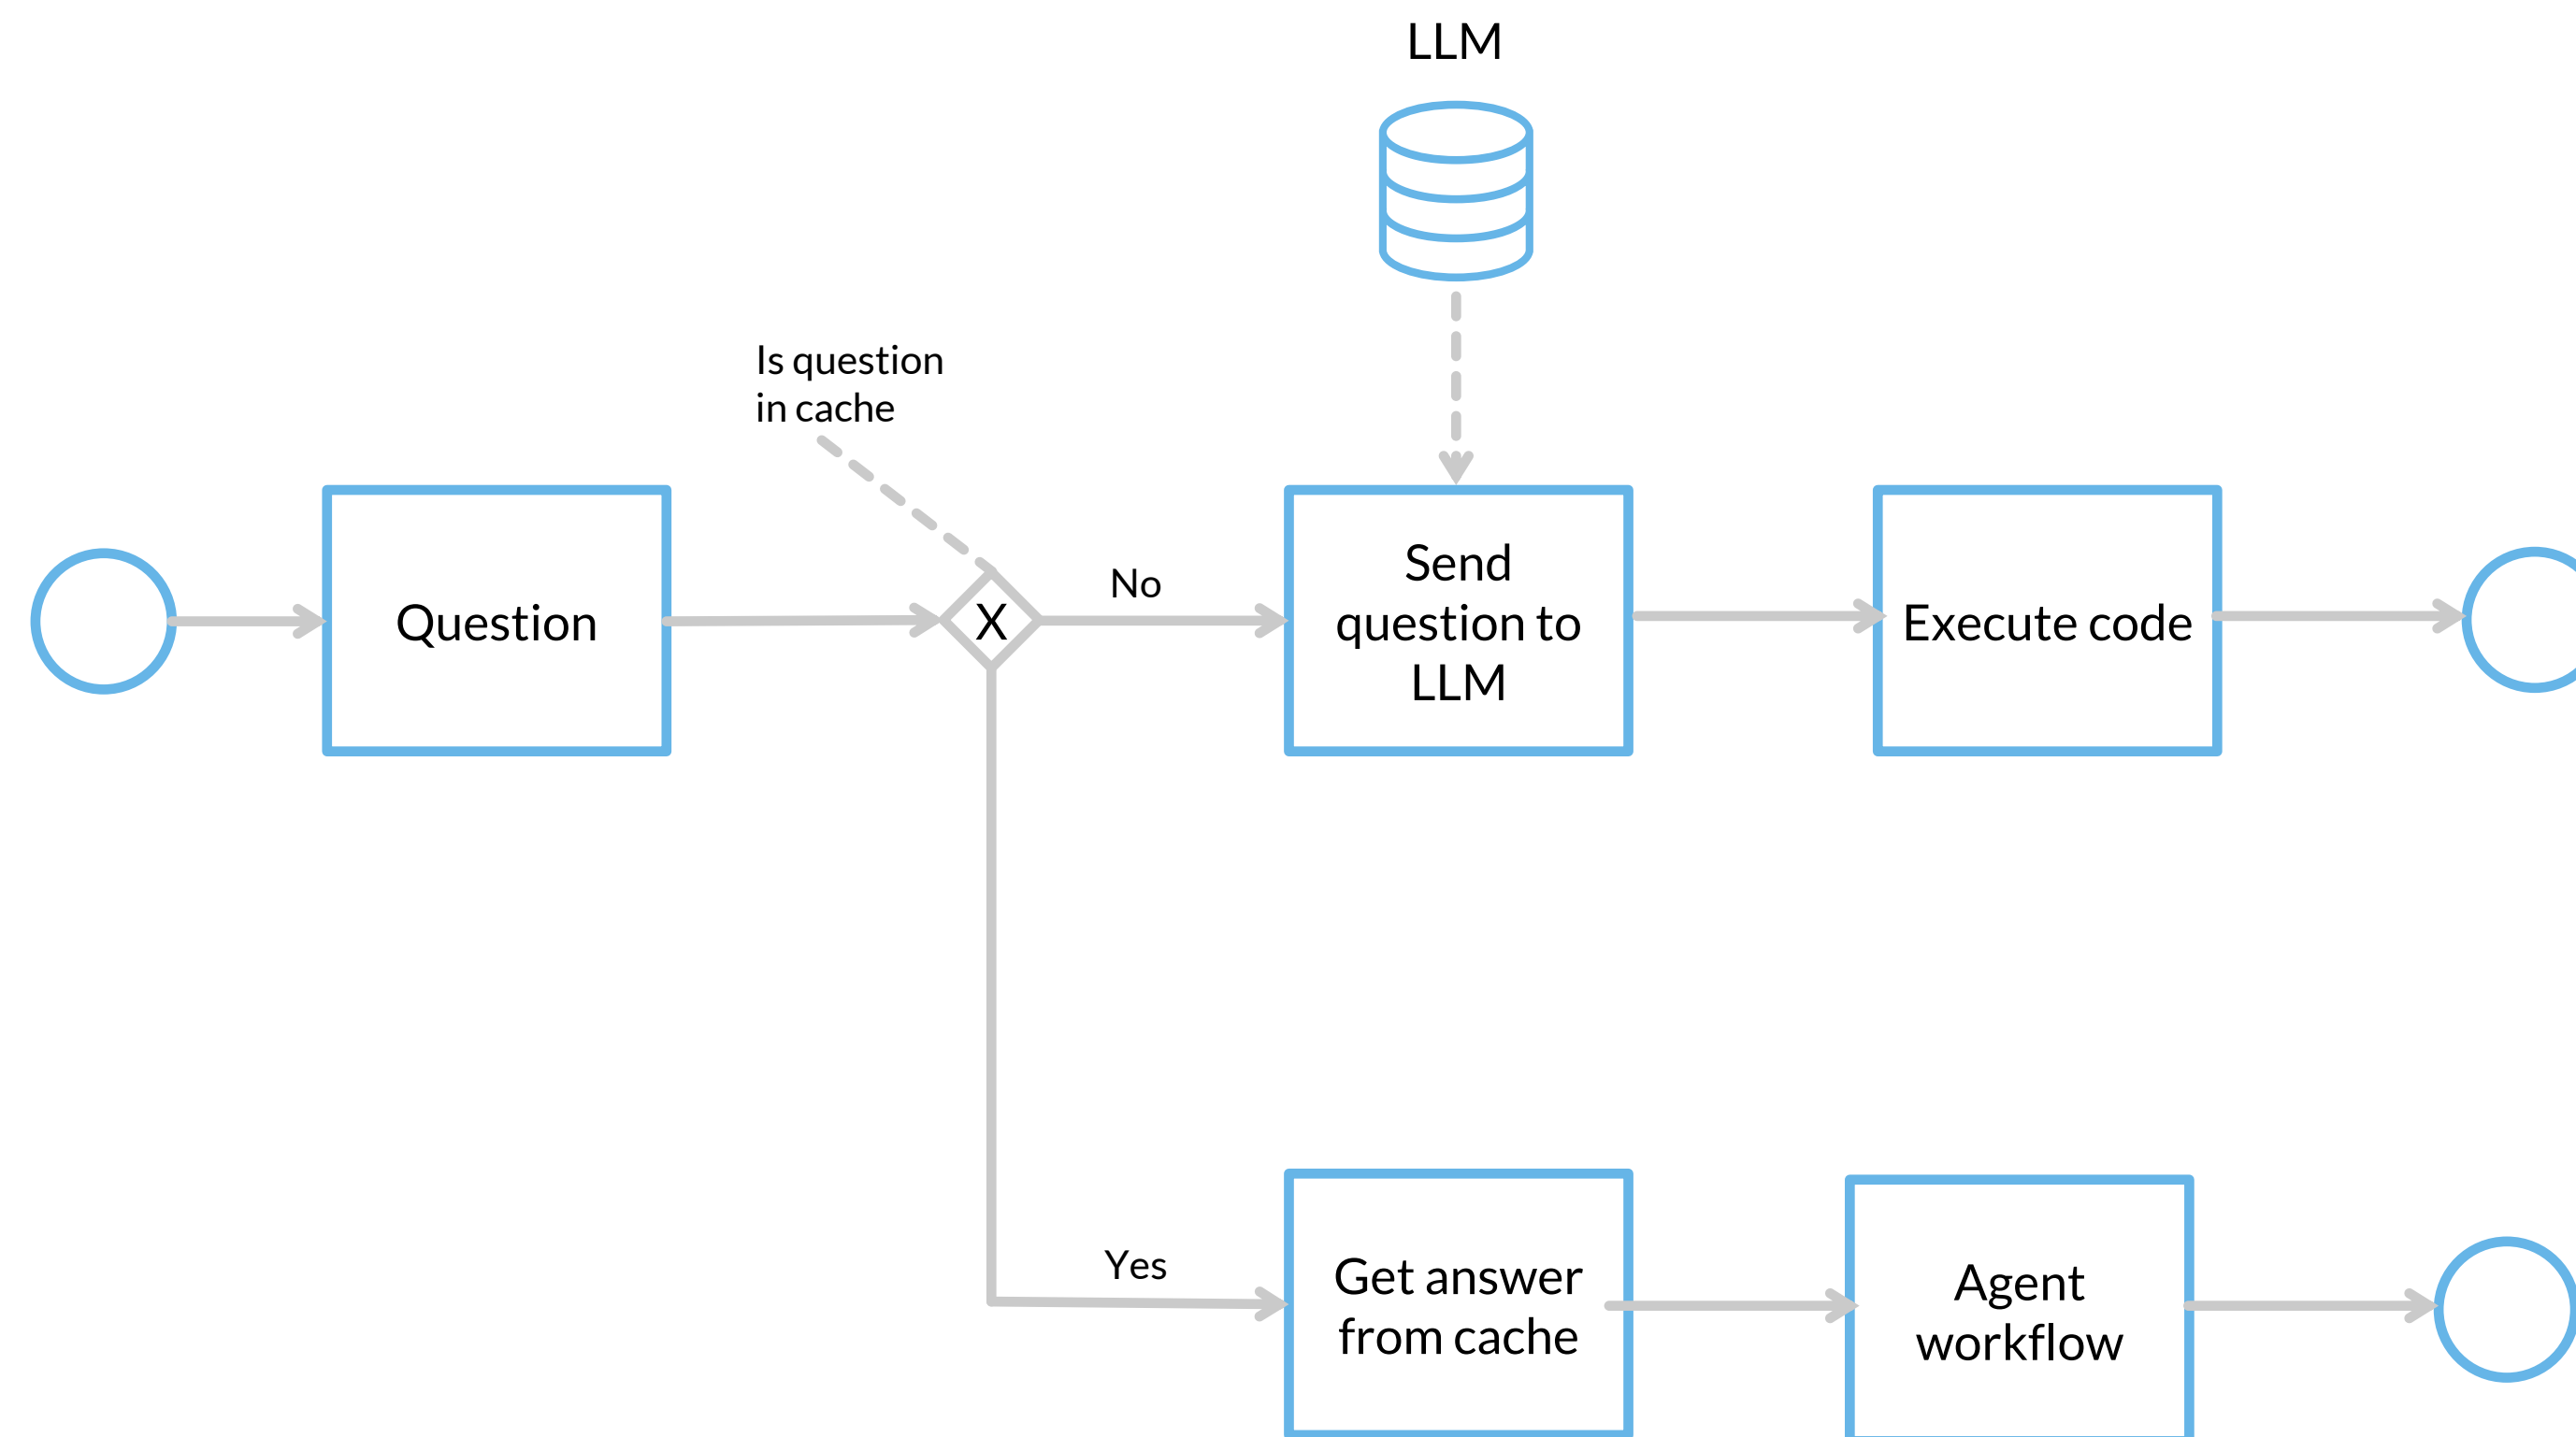 LLM
Is question
in cache
Question
X
No
Send
question to
LLM
Execute code
Yes
Get answer
from cache
Agent
workflow